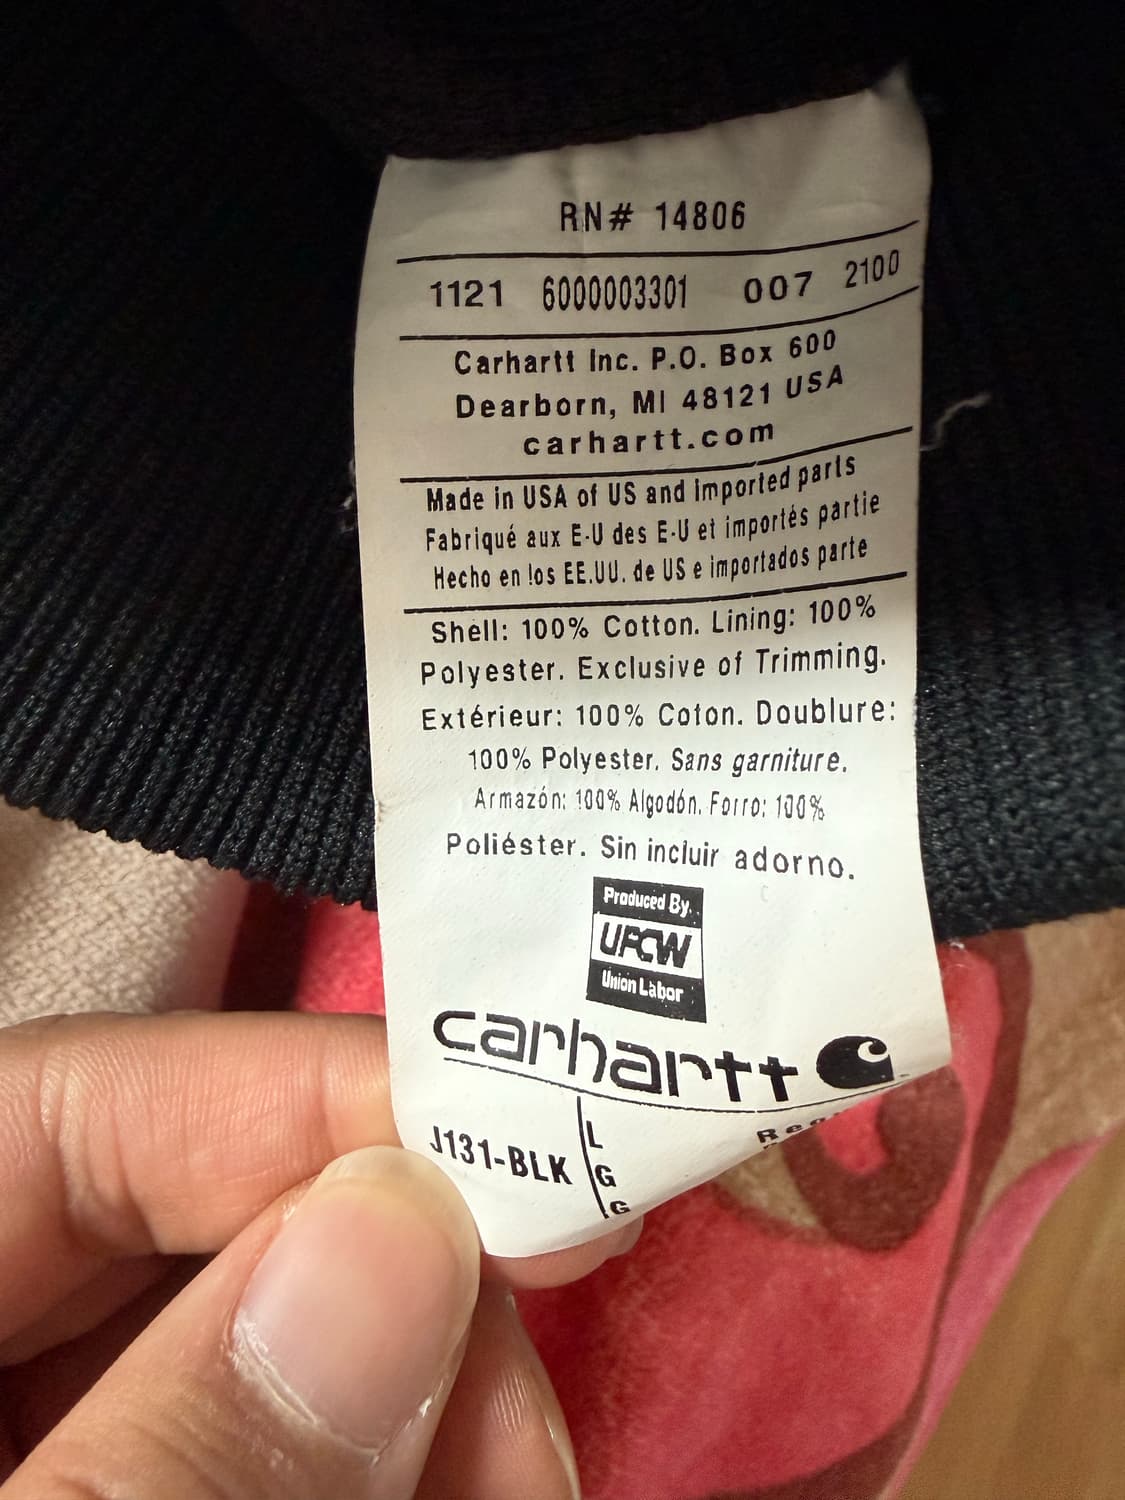 RN# 14806
1121 6000003301 007 2100
Carhartt Inc. P.O. Box 600
Dearborn, MI 48121 USA
carhartt.com
Made in USA of US and imported parts
Fabriqué aux E-U des E-U et importés partie
Hecho en los EE.UU. de US e importados parte
Shell: 100% Cotton. Lining: 100%
Polyester. Exclusive of Trimming.
Extérieur: 100% Coton. Doublure:
100% Polyester. Sans garniture.
Armazón: 100% Algodón. Forro: 100%
Poliéster. Sin incluir adorno.
Produced By
UFCW
Union Labor
carhartt
J131-BLK
L
G
G